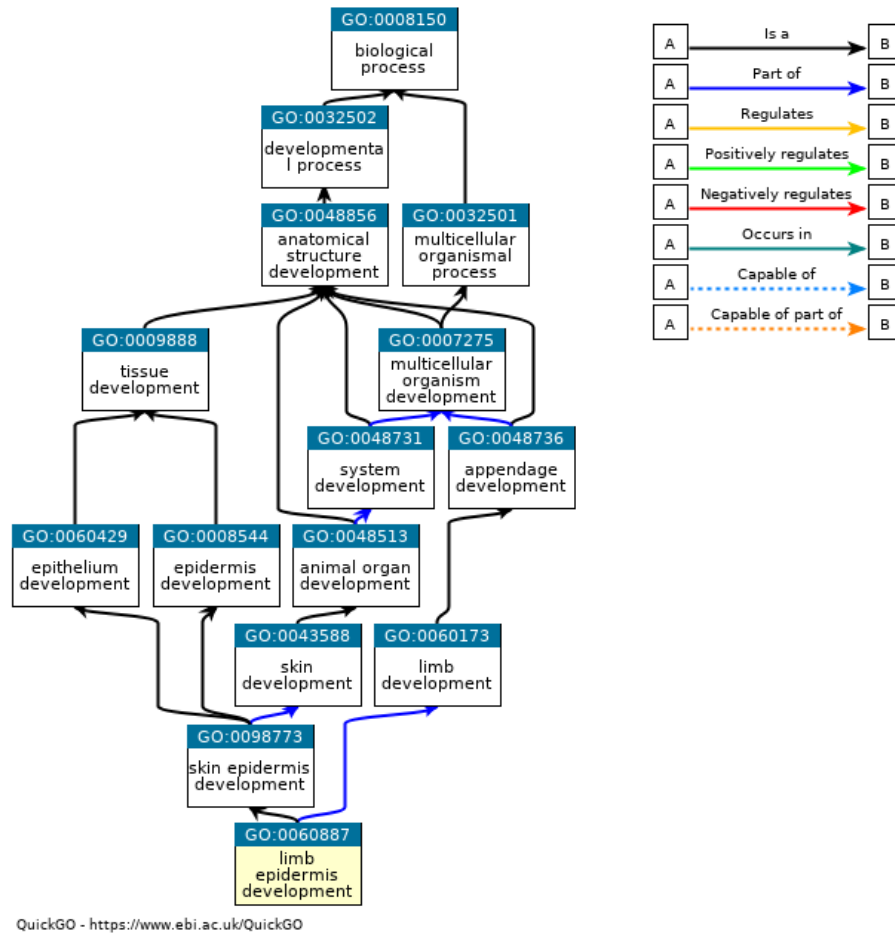 GO:0008150
biological
process
GO:0032502
developmenta
l process
GO:0048856
anatomical
structure
development
GO:0032501
multicellular
organismal
process
GO:0009888
tissue
development
GO:0007275
multicellular
organism
development
GO:0048731
system
development
GO:0048736
appendage
development
GO:0060429
epithelium
development
GO:0008544
epidermis
development
GO:0048513
animal organ
development
GO:0043588
skin
development
GO:0060173
limb
development
GO:0098773
skin epidermis
development
GO:0060887
limb
epidermis
development
A Is a B
A Part of B
A Regulates B
A Positively regulates B
A Negatively regulates B
A Occurs in B
A Capable of B
A Capable of part of B
QuickGO - https://www.ebi.ac.uk/QuickGO